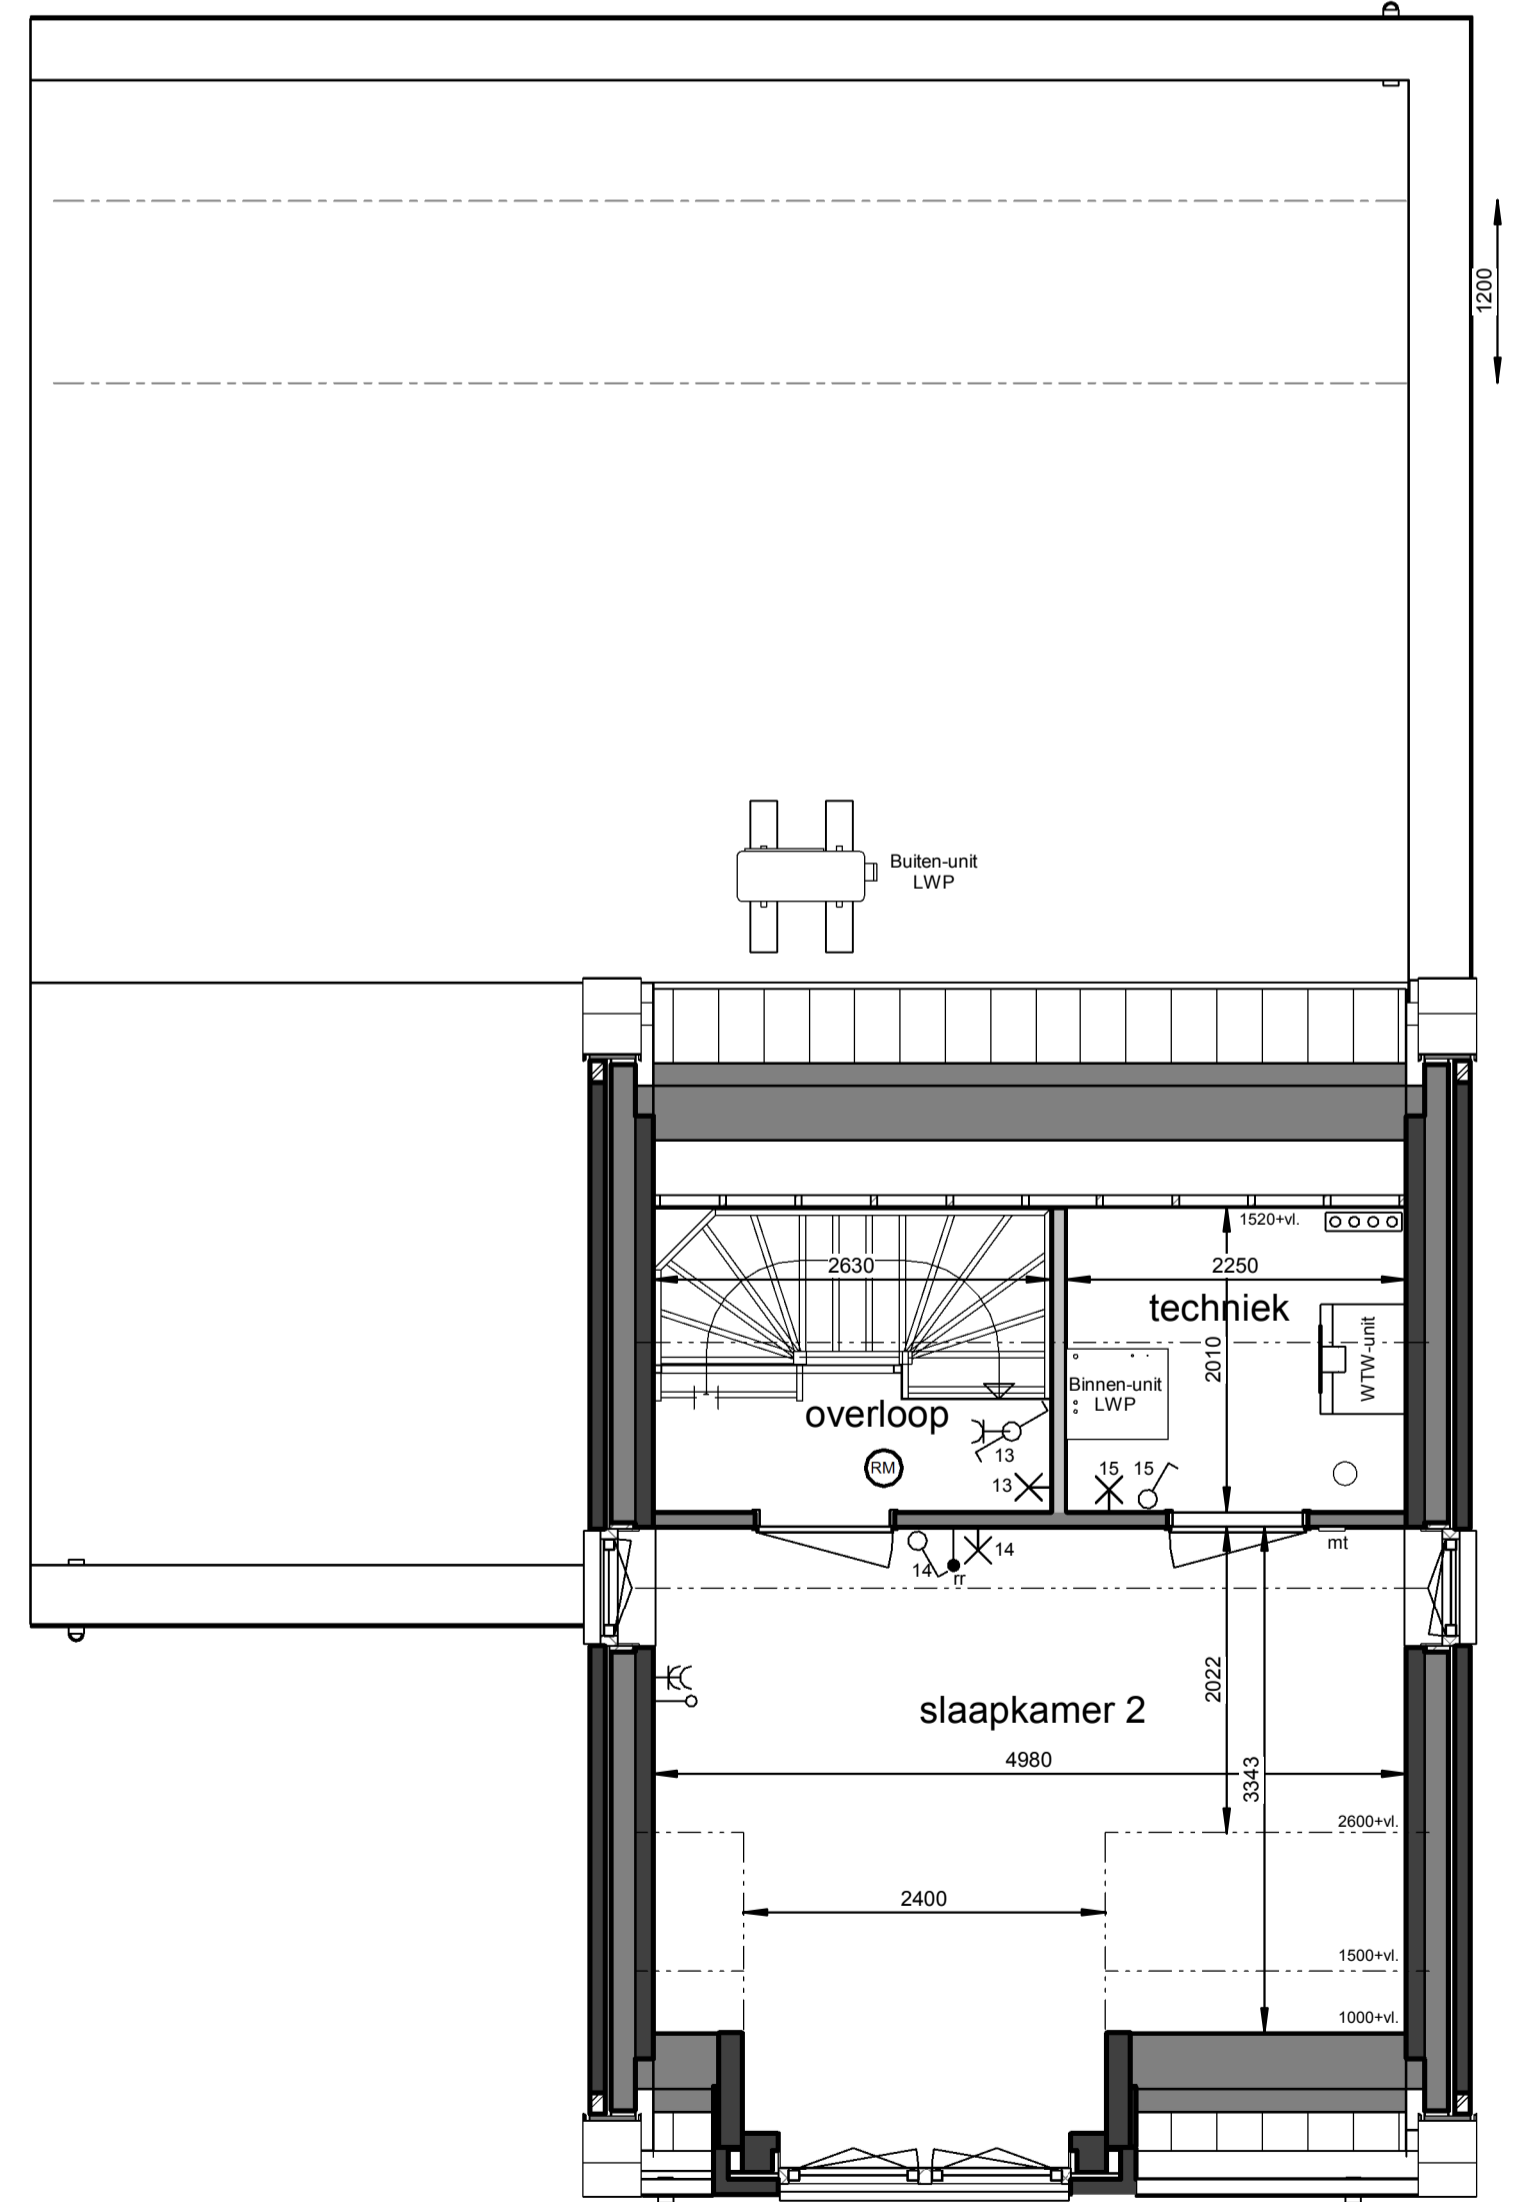 1200
Buiten-unit
LWP
1520+vl.
2630
2250
techniek
2010
WTW-unit
Binnen-unit
LWP
overloop
13
RM
13
15 15
14
14
rr
mt
2022
slaapkamer 2
4980
3343
2600+vl.
2400
1500+vl.
1000+vl.